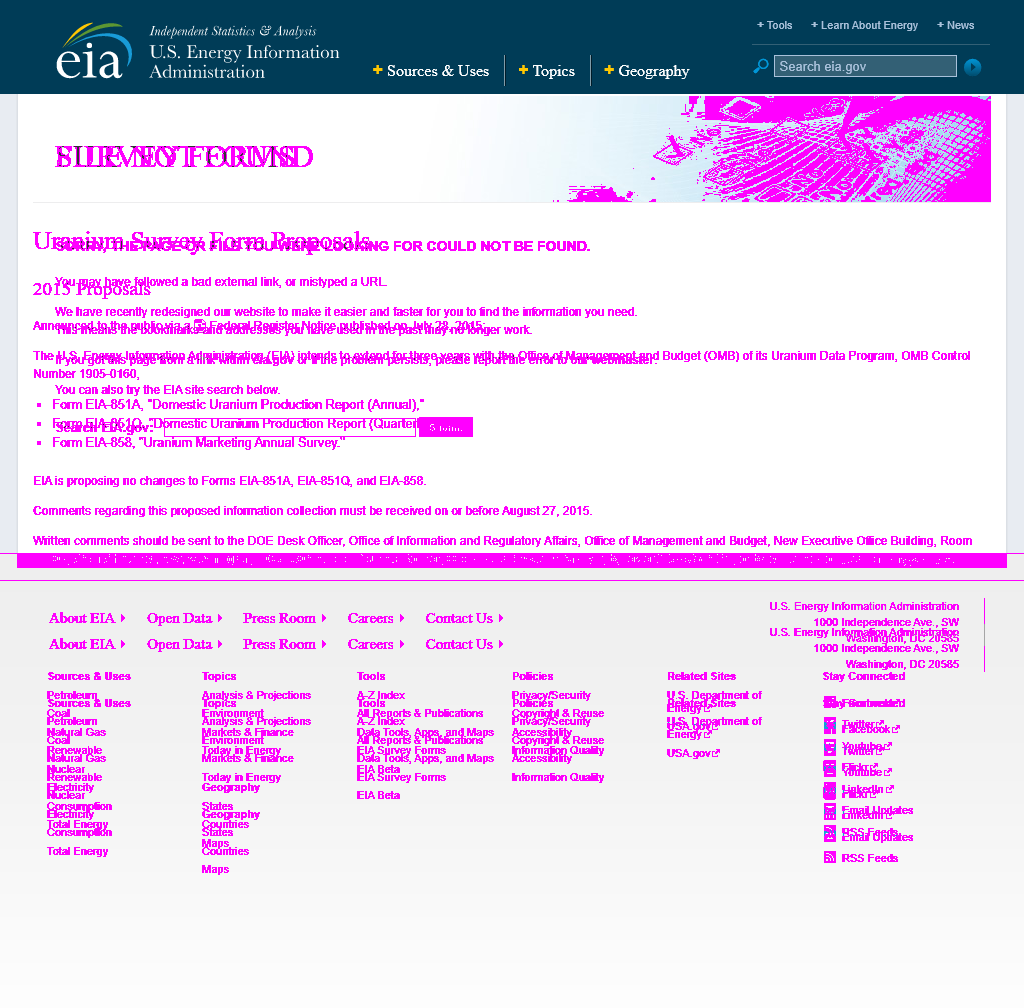 + Tools + Learn About Energy + News
Independent Statistics & Analysis
eia U.S. Energy Information
Administration
+ Sources & Uses + Topics + Geography
Search eia.gov
SURVEY FORMS
FILE NOT FOUND
Uranium Survey Form Proposals
SORRY, THE PAGE OR FILE YOU WERE LOOKING FOR COULD NOT BE FOUND.
You may have followed a bad external link, or mistyped a URL.
2015 Proposals
We have recently redesigned our website to make it easier and faster for you to find the information you need.
Announced to the public via a Federal Register Notice published on July 28, 2015.
This means the bookmarks and addresses you have used in the past may no longer work.
The U.S. Energy Information Administration (EIA) intends to extend for three years with the Office of Management and Budget (OMB) of its Uranium Data Program, OMB Control
If you got this page from a link within eia.gov or if the problem persists, please report the error to our webmaster.
Number 1905-0160,
You can also try the EIA site search below.
Form EIA-851A, "Domestic Uranium Production Report (Annual),"
Form EIA-851Q, "Domestic Uranium Production Report (Quarterl
Search EIA.gov: Submit
Form EIA-858, "Uranium Marketing Annual Survey."
EIA is proposing no changes to Forms EIA-851A, EIA-851Q, and EIA-858.
Comments regarding this proposed information collection must be received on or before August 27, 2015.
Written comments should be sent to the DOE Desk Officer, Office of Information and Regulatory Affairs, Office of Management and Budget, New Executive Office Building, Room
About EIA Open Data Press Room Careers Contact Us
About EIA Open Data Press Room Careers Contact Us
U.S. Energy Information Administration
1000 Independence Ave., SW
Washington, DC 20585
U.S. Energy Information Administration
1000 Independence Ave., SW
Washington, DC 20585
Sources & Uses
Petroleum
Coal
Natural Gas
Renewable
Nuclear
Electricity
Consumption
Total Energy
Sources & Uses
Petroleum
Coal
Natural Gas
Renewable
Nuclear
Electricity
Consumption
Total Energy
Topics
Analysis & Projections
Environment
Markets & Finance
Today in Energy
Geography
States
Countries
Maps
Topics
Analysis & Projections
Environment
Markets & Finance
Today in Energy
Geography
States
Countries
Maps
Tools
A-Z Index
All Reports & Publications
Data Tools, Apps, and Maps
EIA Survey Forms
EIA Beta
Tools
A-Z Index
All Reports & Publications
Data Tools, Apps, and Maps
EIA Survey Forms
EIA Beta
Policies
Privacy/Security
Copyright & Reuse
Accessibility
Information Quality
Policies
Privacy/Security
Copyright & Reuse
Accessibility
Information Quality
Related Sites
U.S. Department of
Energy
USA.gov
Related Sites
U.S. Department of
Energy
USA.gov
Stay Connected
Facebook
Twitter
Youtube
Flickr
LinkedIn
Email Updates
RSS Feeds
Stay Connected
Facebook
Twitter
Youtube
Flickr
LinkedIn
Email Updates
RSS Feeds